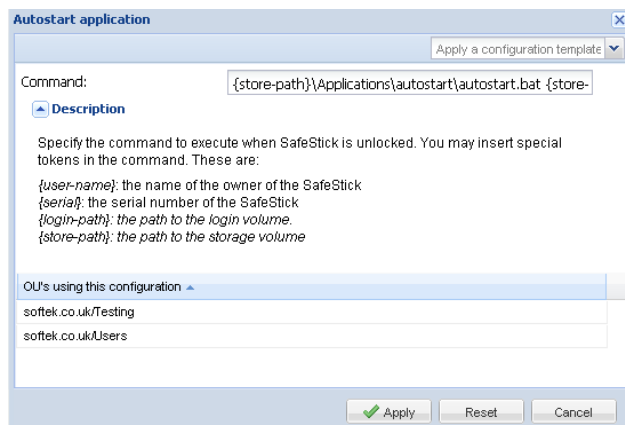 Autostart application
Apply a configuration template
Command:
{store-path}\Applications\autostart\autostart.bat {store-
Description
Specify the command to execute when SafeStick is unlocked. You may insert special
tokens in the command. These are:
{user-name}: the name of the owner of the SafeStick
{serial}: the serial number of the SafeStick
{login-path}: the path to the login volume.
{store-path}: the path to the storage volume
OU's using this configuration
softek.co.uk/Testing
softek.co.uk/Users
Apply
Reset
Cancel